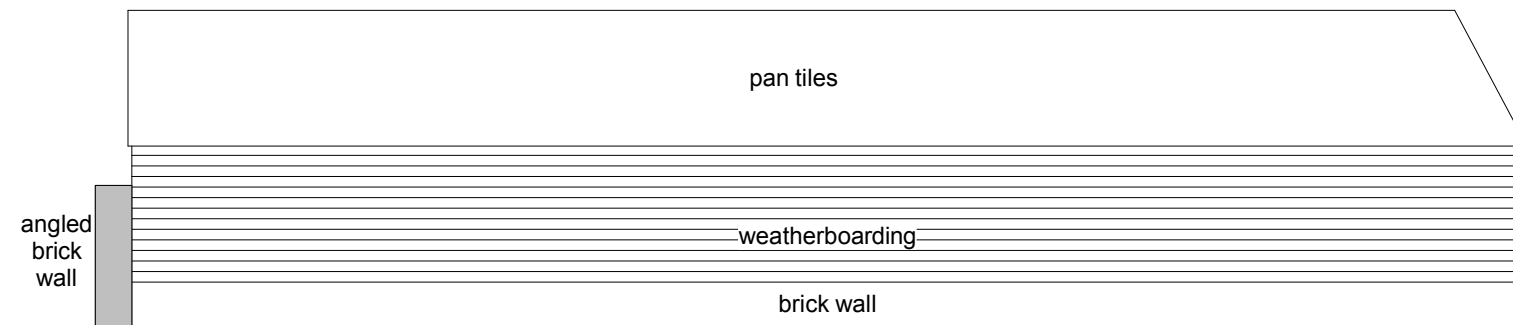 pan tiles
angled
brick
wall
weatherboarding
brick wall